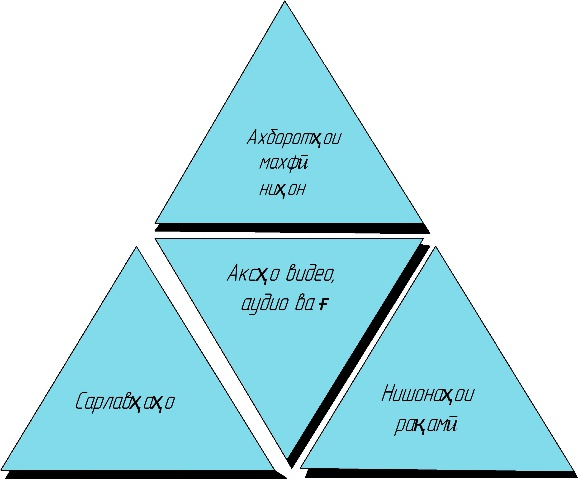 Ахборотҳои
махфӣ
ниҳон
Аксҳо видео,
аудио ва ғ
Сарлавҳаҳо
Нишонаҳои
рақамӣ